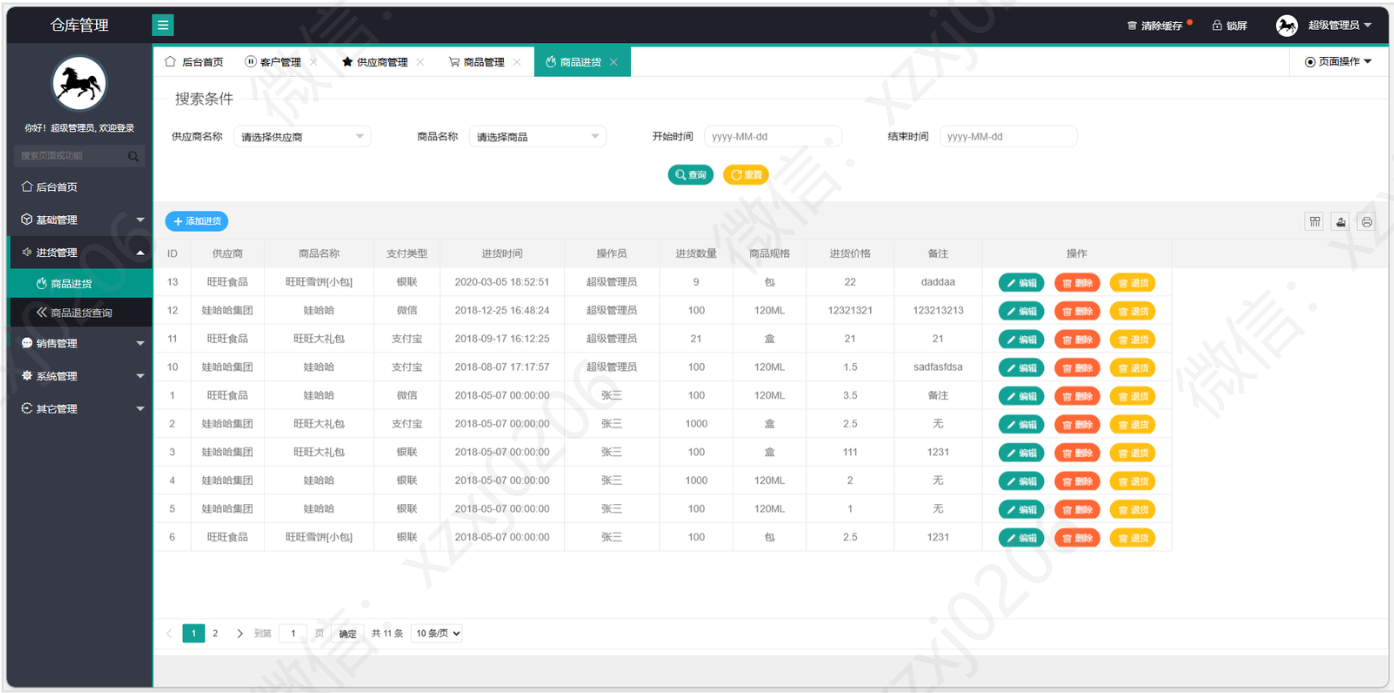 仓库管理
清除缓存
锁屏
超级管理员
后台首页
客户管理
供应商管理
商品管理
商品进货
页面操作
你好！超级管理员, 欢迎登录
搜索页面或功能
后台首页
基础管理
进货管理
商品进货
商品退货查询
销售管理
系统管理
其它管理
搜索条件
供应商名称 请选择供应商 商品名称 请选择商品 开始时间 yyyy-MM-dd 结束时间 yyyy-MM-dd
查询 重置
添加进货
ID 供应商 商品名称 支付类型 进货时间 操作员 进货数量 商品规格 进货价格 备注 操作
13 旺旺食品 旺旺雪饼[小包] 银联 2020-03-05 18:52:51 超级管理员 9 包 22 daddaa 编辑 删除 退货
12 娃哈哈集团 娃哈哈 微信 2018-12-25 16:48:24 超级管理员 100 120ML 12321321 123213213 编辑 删除 退货
11 旺旺食品 旺旺大礼包 支付宝 2018-09-17 16:12:25 超级管理员 21 盒 21 21 编辑 删除 退货
10 娃哈哈集团 娃哈哈 支付宝 2018-08-07 17:17:57 超级管理员 100 120ML 1.5 sadfasfdsa 编辑 删除 退货
1 旺旺食品 娃哈哈 微信 2018-05-07 00:00:00 张三 100 120ML 3.5 备注 编辑 删除 退货
2 娃哈哈集团 旺旺大礼包 支付宝 2018-05-07 00:00:00 张三 1000 盒 2.5 无 编辑 删除 退货
3 娃哈哈集团 旺旺大礼包 银联 2018-05-07 00:00:00 张三 100 盒 111 1231 编辑 删除 退货
4 娃哈哈集团 娃哈哈 银联 2018-05-07 00:00:00 张三 1000 120ML 2 无 编辑 删除 退货
5 娃哈哈集团 娃哈哈 银联 2018-05-07 00:00:00 张三 100 120ML 1 无 编辑 删除 退货
6 旺旺食品 旺旺雪饼[小包] 银联 2018-05-07 00:00:00 张三 100 包 2.5 1231 编辑 删除 退货
1 2 到第 1 页 确定 共 11 条 10 条/页
微信：xzxj0206